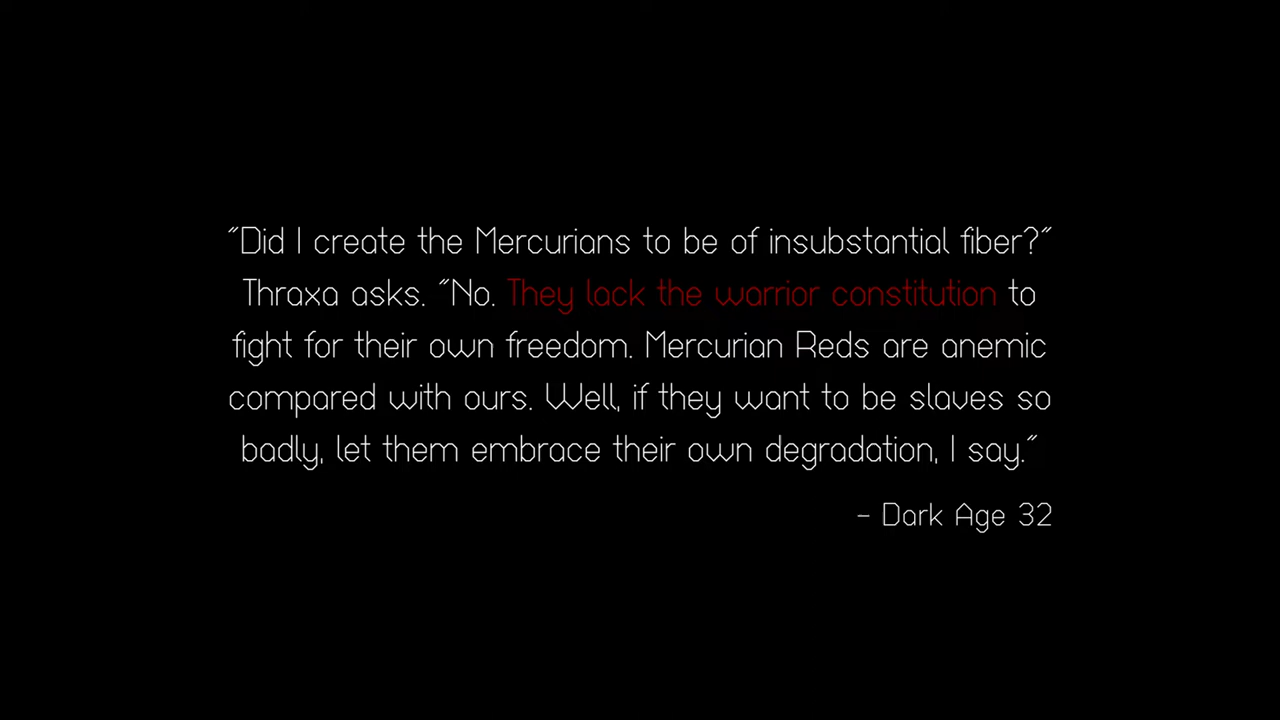 "Did I create the Mercurians to be of insubstantial fiber?"
Thraxa asks. "No. They lack the warrior constitution to
fight for their own freedom. Mercurian Reds are anemic
compared with ours. Well, if they want to be slaves so
badly, let them embrace their own degradation, I say."
- Dark Age 32